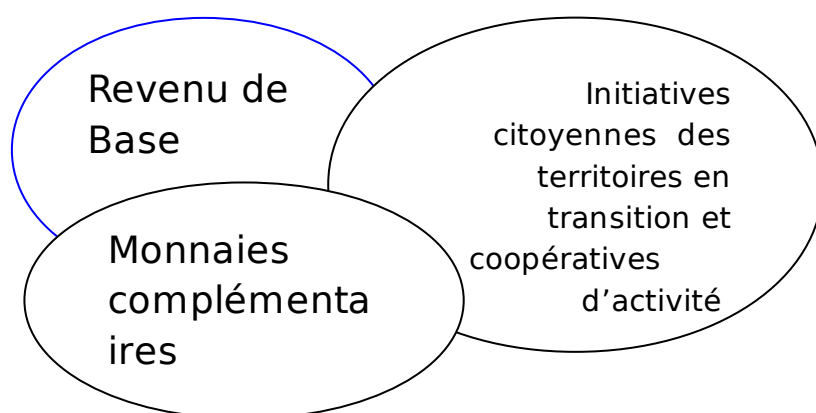 Revenu de
Base
Initiatives
citoyennes des
territoires en
transition et
coopératives
d’activité
Monnaies
complémenta
ires